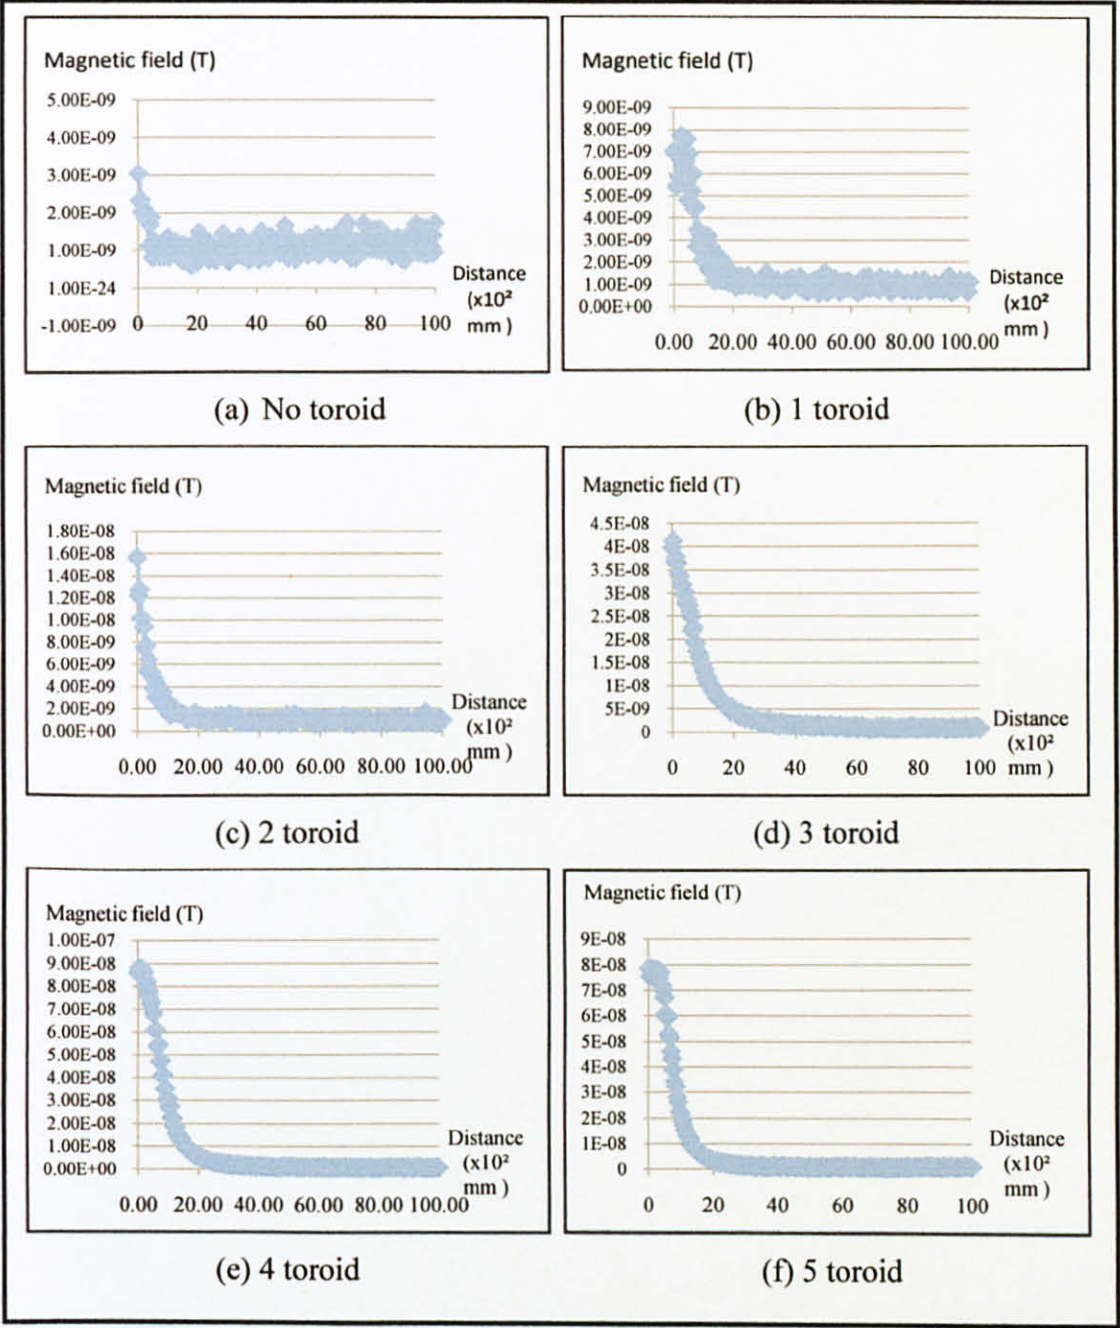 Magnetic field (T)
5.00E-09
4.00E-09
3.00E-09
2.00E-09
1.00E-09
1.00E-24
-1.00E-09
0 20 40 60 80 100
Distance
(x10²
mm )
(a) No toroid
Magnetic field (T)
9.00E-09
8.00E-09
7.00E-09
6.00E-09
5.00E-09
4.00E-09
3.00E-09
2.00E-09
1.00E-09
0.00E+00
0.00 20.00 40.00 60.00 80.00 100.00
Distance
(x10²
mm )
(b) 1 toroid
Magnetic field (T)
1.80E-08
1.60E-08
1.40E-08
1.20E-08
1.00E-08
8.00E-09
6.00E-09
4.00E-09
2.00E-09
0.00E+00
0.00 20.00 40.00 60.00 80.00 100.00
Distance
(x10²
mm )
(c) 2 toroid
Magnetic field (T)
4.5E-08
4E-08
3.5E-08
3E-08
2.5E-08
2E-08
1.5E-08
1E-08
5E-09
0
0 20 40 60 80 100
Distance
(x10²
mm )
(d) 3 toroid
Magnetic field (T)
1.00E-07
9.00E-08
8.00E-08
7.00E-08
6.00E-08
5.00E-08
4.00E-08
3.00E-08
2.00E-08
1.00E-08
0.00E+00
0.00 20.00 40.00 60.00 80.00 100.00
Distance
(x10²
mm )
(e) 4 toroid
Magnetic field (T)
9E-08
8E-08
7E-08
6E-08
5E-08
4E-08
3E-08
2E-08
1E-08
0
0 20 40 60 80 100
Distance
(x10²
mm )
(f) 5 toroid